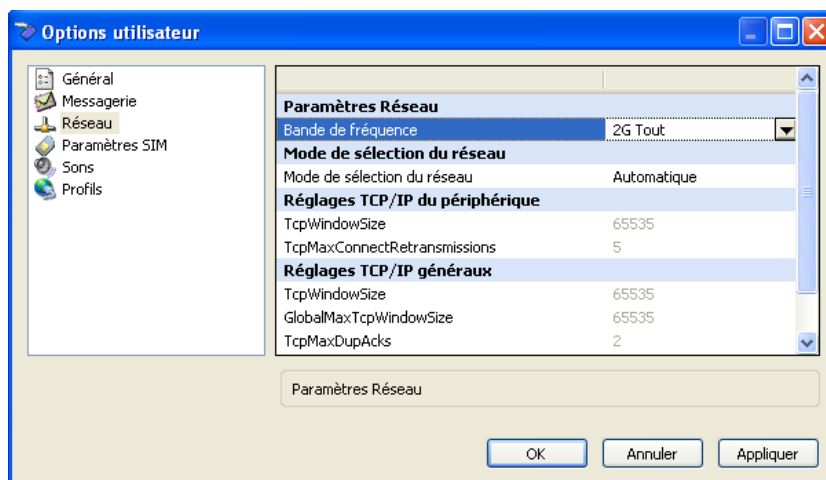 Options utilisateur
Général
Messagerie
Réseau
Paramètres SIM
Sons
Profils
Paramètres Réseau
Bande de fréquence 2G Tout
Mode de sélection du réseau
Mode de sélection du réseau Automatique
Réglages TCP/IP du périphérique
TcpWindowSize 65535
TcpMaxConnectRetransmissions 5
Réglages TCP/IP généraux
TcpWindowSize 65535
GlobalMaxTcpWindowSize 65535
TcpMaxDupAcks 2
Paramètres Réseau
OK Annuler Appliquer